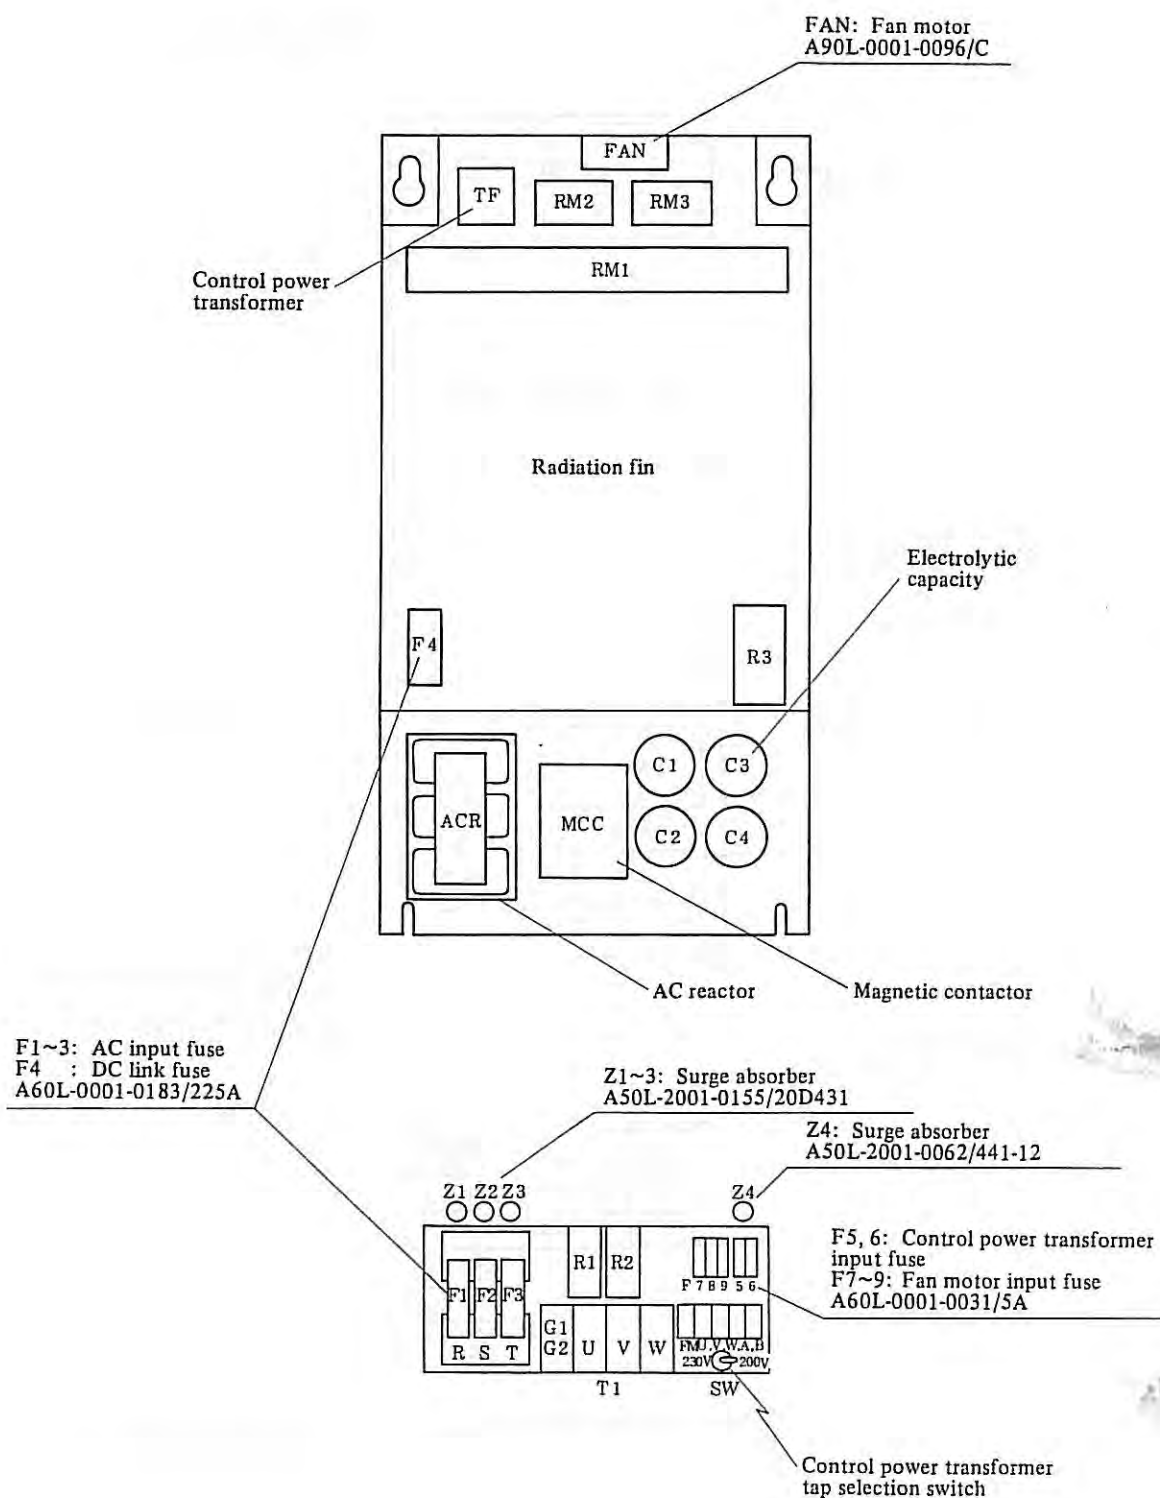 FAN: Fan motor
A90L-0001-0096/C
FAN
TF
RM2
RM3
RM1
Control power
transformer
Radiation fin
Electrolytic
capacity
F4
R3
C1
C3
ACR
MCC
C2
C4
AC reactor
Magnetic contactor
F1~3: AC input fuse
F4 : DC link fuse
A60L-0001-0183/225A
Z1~3: Surge absorber
A50L-2001-0155/20D431
Z4: Surge absorber
A50L-2001-0062/441-12
Z1 Z2 Z3
Z4
F5, 6: Control power transformer
input fuse
F7~9: Fan motor input fuse
A60L-0001-0031/5A
R1
R2
F 7 8 9 5 6
F1
F2
F3
G1
G2
U
V
W
R S T
FMU.V.W.A.B
230V
200V
T1
SW
Control power transformer
tap selection switch